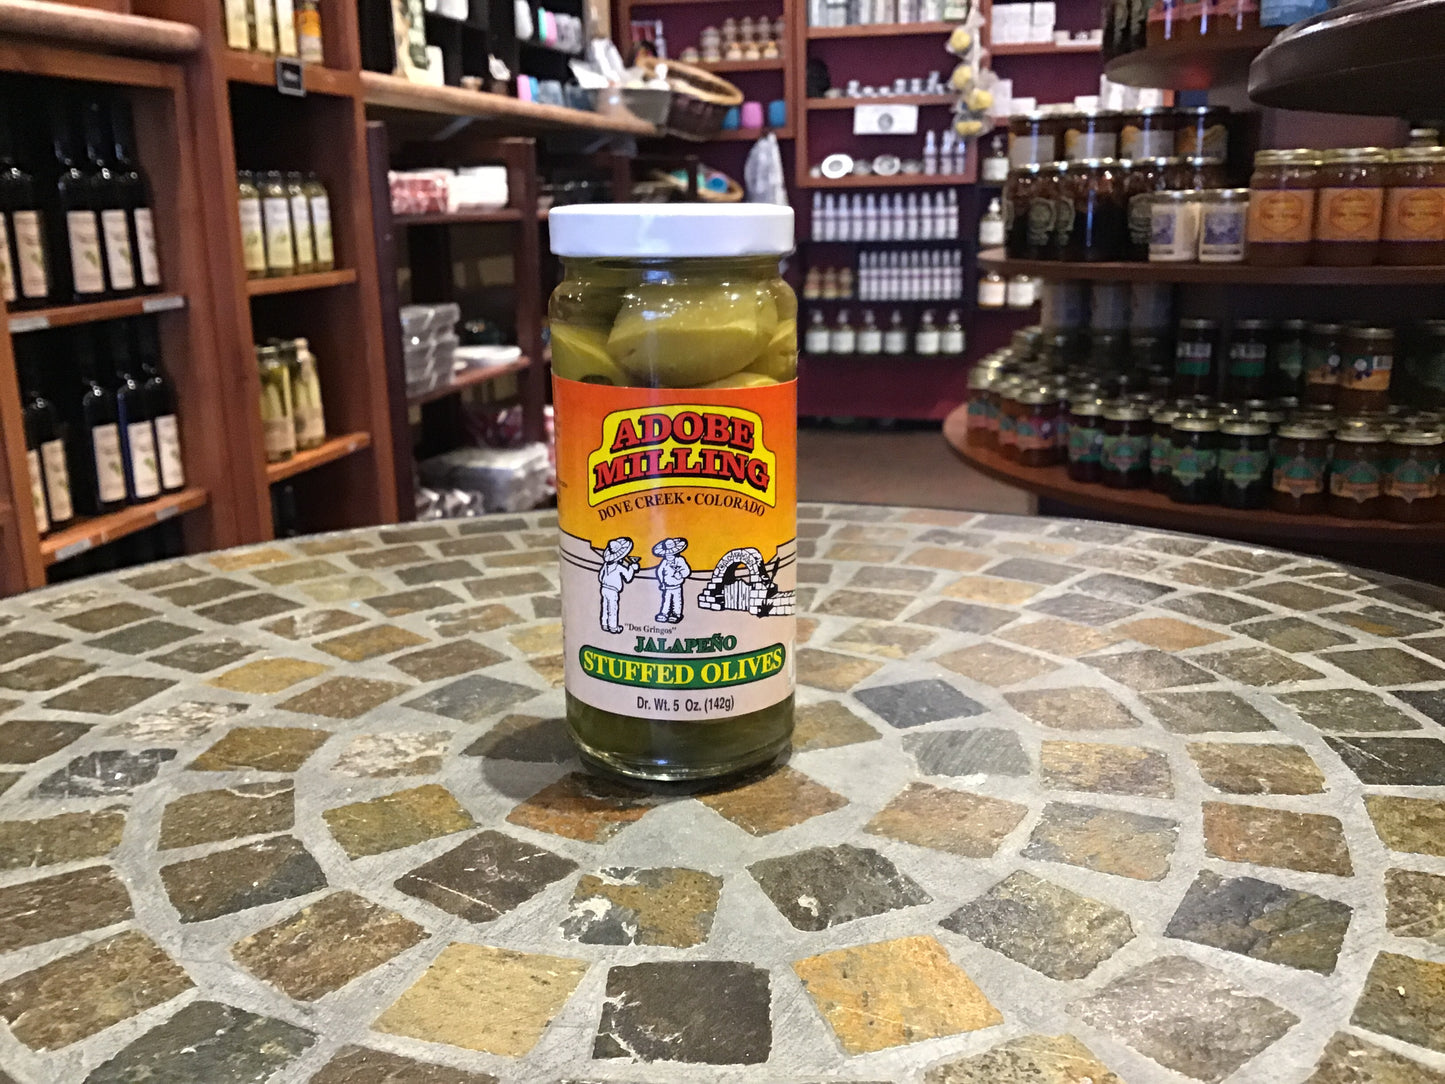 ADOBE
MILLING
DOVE CREEK • COLORADO
"Dos Gringos"
JALAPEÑO
STUFFED OLIVES
Dr. Wt. 5 Oz. (142g)